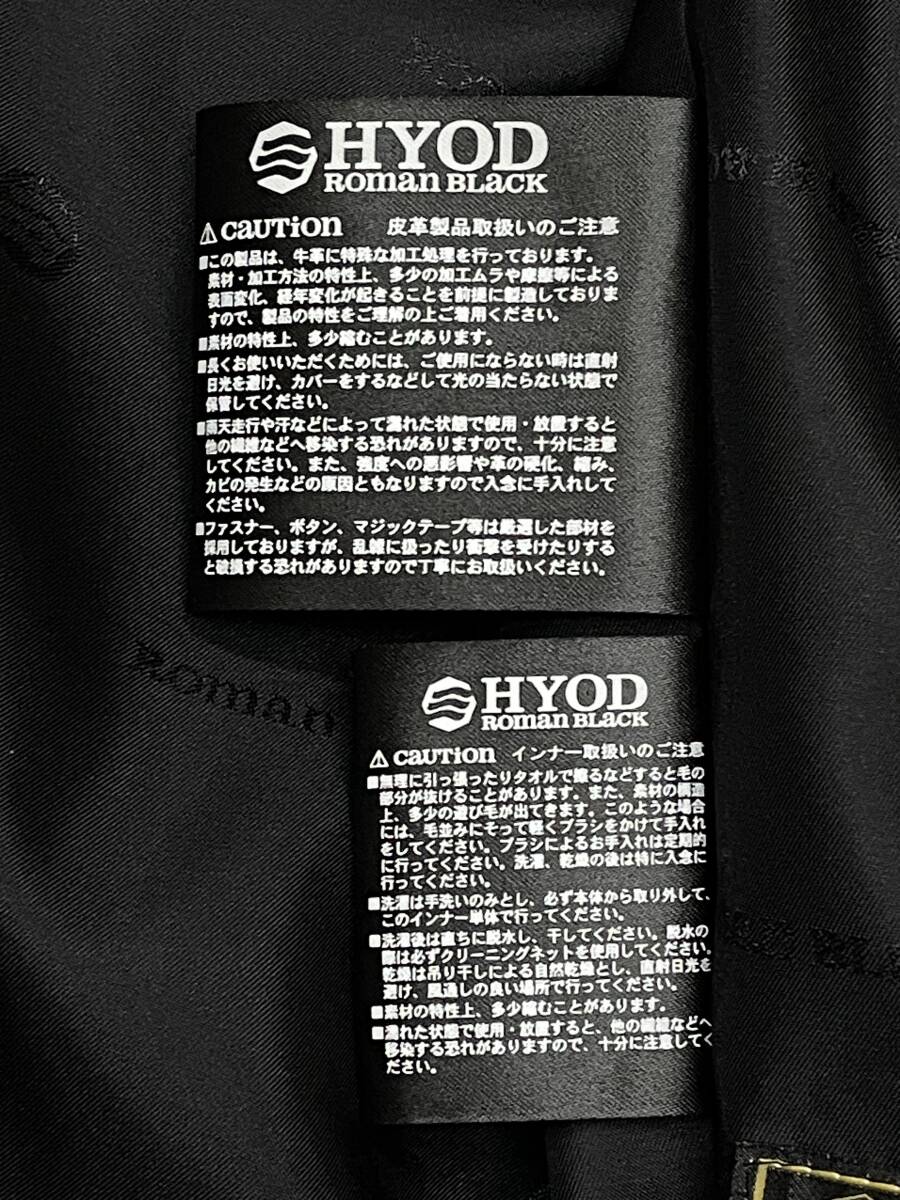 HYOD
ROMAN BLACK
⚠ CAUTION 皮革製品取扱いのご注意
■この製品は、牛革に特殊な加工処理を行っております。
素材・加工方法の特性上、多少の加工ムラや摩擦等による
表面変化、経年変化が起きることを前提に製造しておりま
すので、製品の特性をご理解の上ご着用ください。
■素材の特性上、多少縮むことがあります。
■長くお使いいただくためには、ご使用にならない時は直射
日光を避け、カバーをするなどして光の当たらない状態で
保管してください。
■雨天走行や汗などによって濡れた状態で使用・放置すると
他の繊維などへ移染する恐れがありますので、十分に注意
してください。また、強度への悪影響や革の硬化、縮み、
カビの発生などの原因ともなりますので入念に手入れして
ください。
■ファスナー、ボタン、マジックテープ等は厳選した部材を
採用しておりますが、乱雑に扱ったり衝撃を受けたりする
と破損する恐れがありますので丁寧にお取扱いください。
Roman
HYOD
ROMAN BLACK
⚠ CAUTION インナー取扱いのご注意
■無理に引っ張ったりタオルで擦るなどすると毛の
部分が抜けることがあります。また、素材の構造
上、多少の遊び毛が出てきます。このような場合
には、毛並みにそって軽くブラシをかけて手入れ
をしてください。ブラシによるお手入れは定期的
に行ってください。洗濯、乾燥の後は特に入念に
行ってください。
■洗濯は手洗いのみとし、必ず本体から取り外して、
このインナー単体で行ってください。
■洗濯後は直ちに脱水し、干してください。脱水の
際は必ずクリーニングネットを使用してください。
乾燥は吊り干しによる自然乾燥とし、直射日光を
避け、風通しの良い場所で行ってください。
■素材の特性上、多少縮むことがあります。
■濡れた状態で使用・放置すると、他の繊維などへ
移染する恐れがありますので、十分に注意してく
ださい。